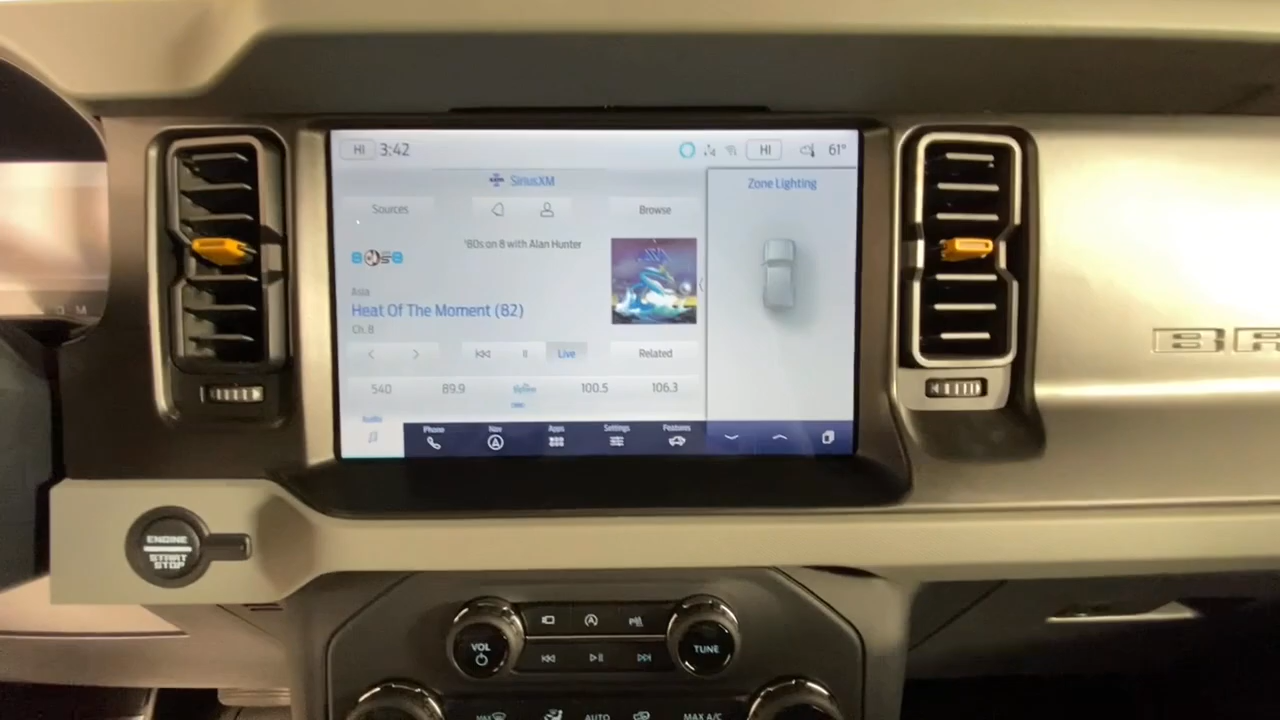 HI 3:42 HI 61°
SiriusXM
Zone Lighting
Sources Browse
'80s on 8 with Alan Hunter
Asia
Heat Of The Moment (82)
Ch. 8
Live Related
540 89.9 100.5 106.3
Audio Phone Nav Apps Settings Features
ENGINE
START
STOP
VOL
TUNE
AUTO
MAX A/C